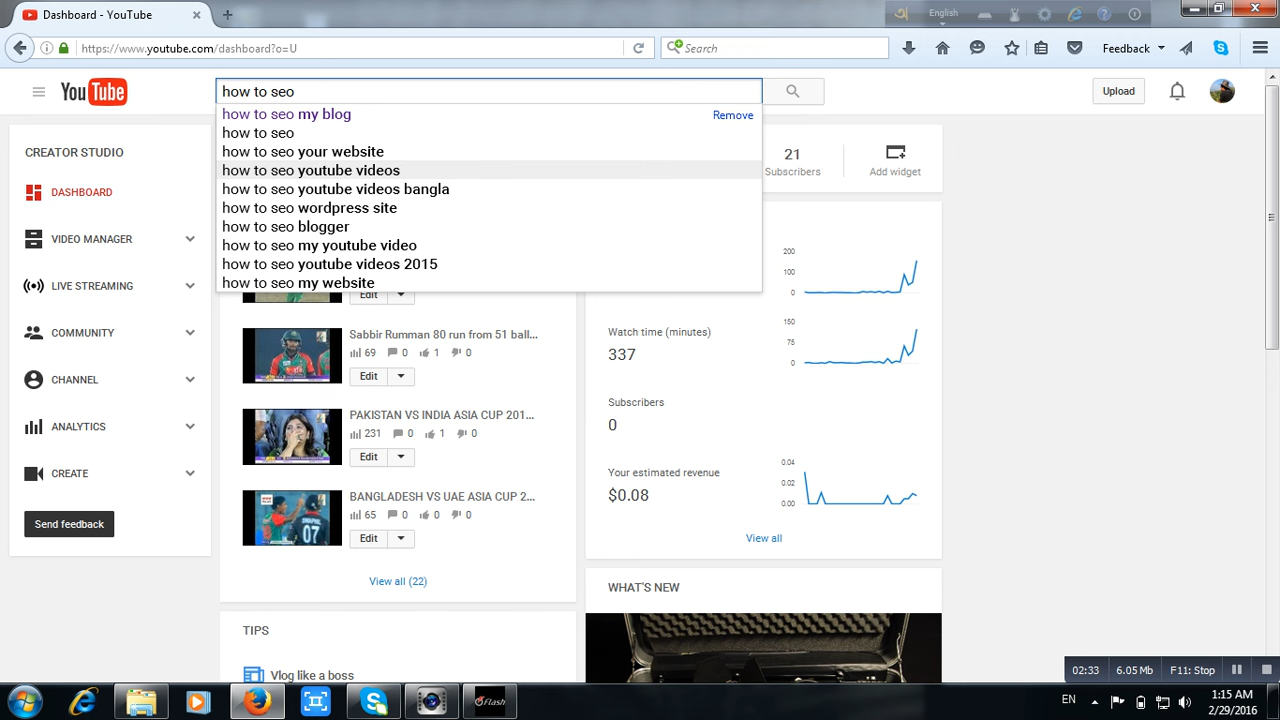 Dashboard - YouTube
English
https://www.youtube.com/dashboard?o=U
Search
Feedback
YouTube
how to seo
Upload
how to seo my blog
Remove
how to seo
how to seo your website
how to seo youtube videos
how to seo youtube videos bangla
how to seo wordpress site
how to seo blogger
how to seo my youtube video
how to seo youtube videos 2015
how to seo my website
CREATOR STUDIO
DASHBOARD
VIDEO MANAGER
LIVE STREAMING
COMMUNITY
CHANNEL
ANALYTICS
CREATE
Send feedback
21
Subscribers
Add widget
Edit
Sabbir Rumman 80 run from 51 ball...
69 0 1 0
Edit
PAKISTAN VS INDIA ASIA CUP 201...
231 0 1 0
Edit
BANGLADESH VS UAE ASIA CUP 2...
65 0 0 0
Edit
View all (22)
TIPS
Vlog like a boss
200
100
0
Watch time (minutes)
337
150
75
0
Subscribers
0
Your estimated revenue
$0.08
0.04
0.02
0.00
View all
WHAT'S NEW
07
02:33
6.05 Mb
F11: Stop
Flash
EN
1:15 AM
2/29/2016